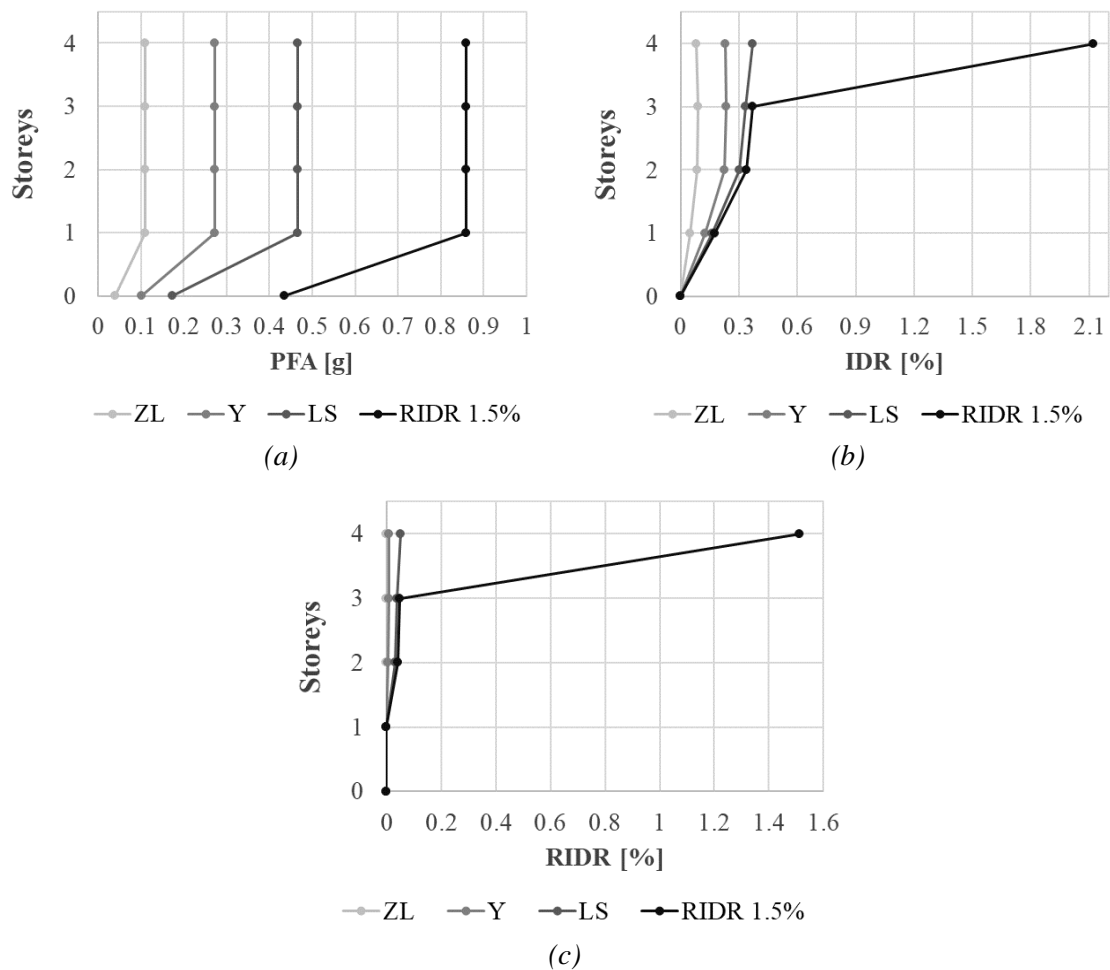 Storeys
4
3
2
1
0
0 0.1 0.2 0.3 0.4 0.5 0.6 0.7 0.8 0.9 1
PFA [g]
ZL Y LS RIDR 1.5%
(a)
Storeys
4
3
2
1
0
0 0.3 0.6 0.9 1.2 1.5 1.8 2.1
IDR [%]
ZL Y LS RIDR 1.5%
(b)
Storeys
4
3
2
1
0
0 0.2 0.4 0.6 0.8 1 1.2 1.4 1.6
RIDR [%]
ZL Y LS RIDR 1.5%
(c)